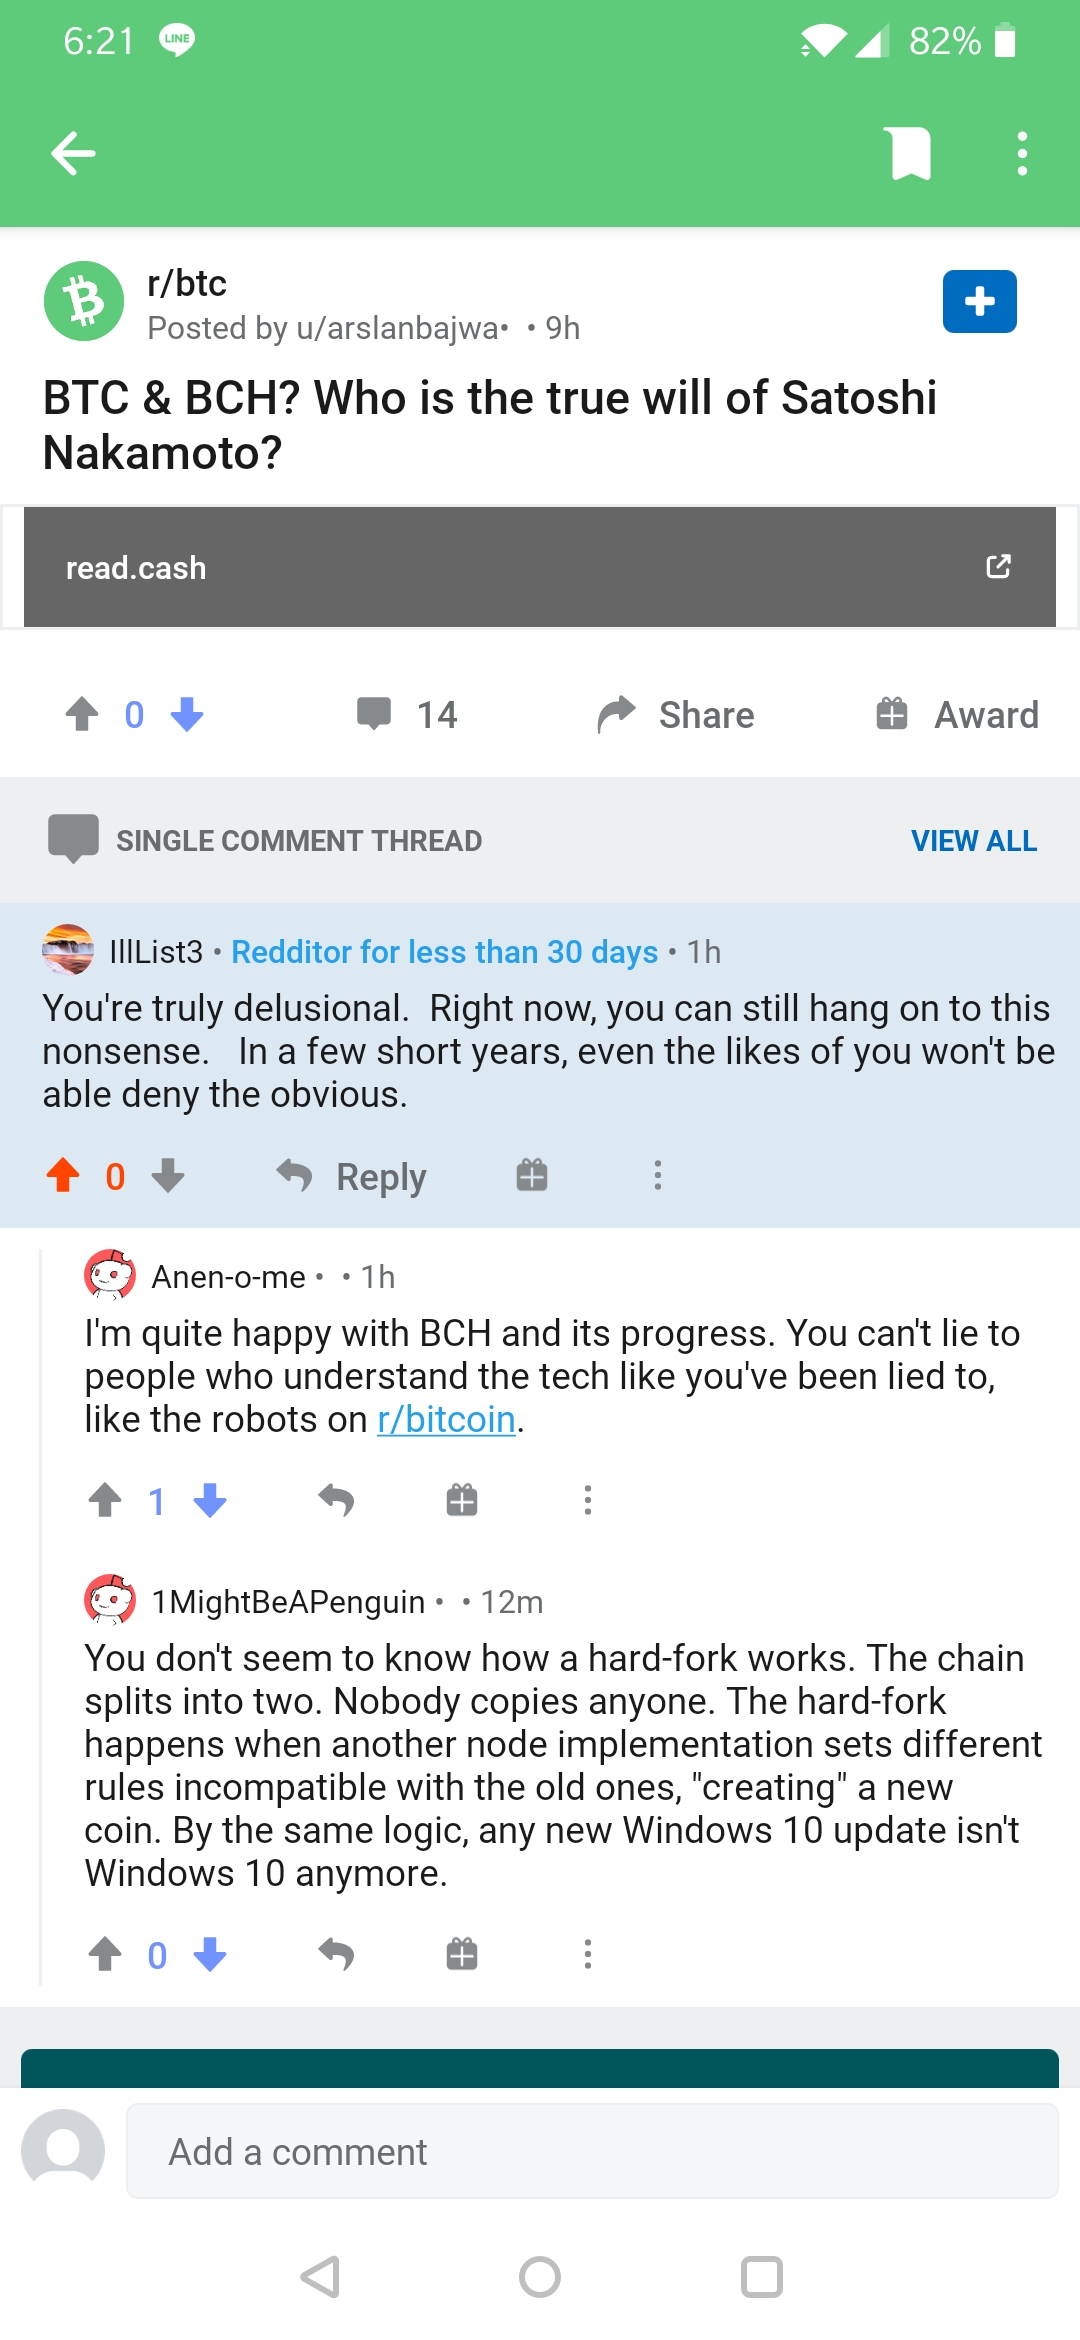 6:21 LINE 82%
r/btc
Posted by u/arslanbajwa• • 9h
BTC & BCH? Who is the true will of Satoshi
Nakamoto?
read.cash
0 14 Share Award
SINGLE COMMENT THREAD VIEW ALL
IllList3 • Redditor for less than 30 days • 1h
You're truly delusional.  Right now, you can still hang on to this
nonsense.   In a few short years, even the likes of you won't be
able deny the obvious.
0 Reply
Anen-o-me • • 1h
I'm quite happy with BCH and its progress. You can't lie to
people who understand the tech like you've been lied to,
like the robots on r/bitcoin.
1
1MightBeAPenguin • • 12m
You don't seem to know how a hard-fork works. The chain
splits into two. Nobody copies anyone. The hard-fork
happens when another node implementation sets different
rules incompatible with the old ones, "creating" a new
coin. By the same logic, any new Windows 10 update isn't
Windows 10 anymore.
0
Add a comment